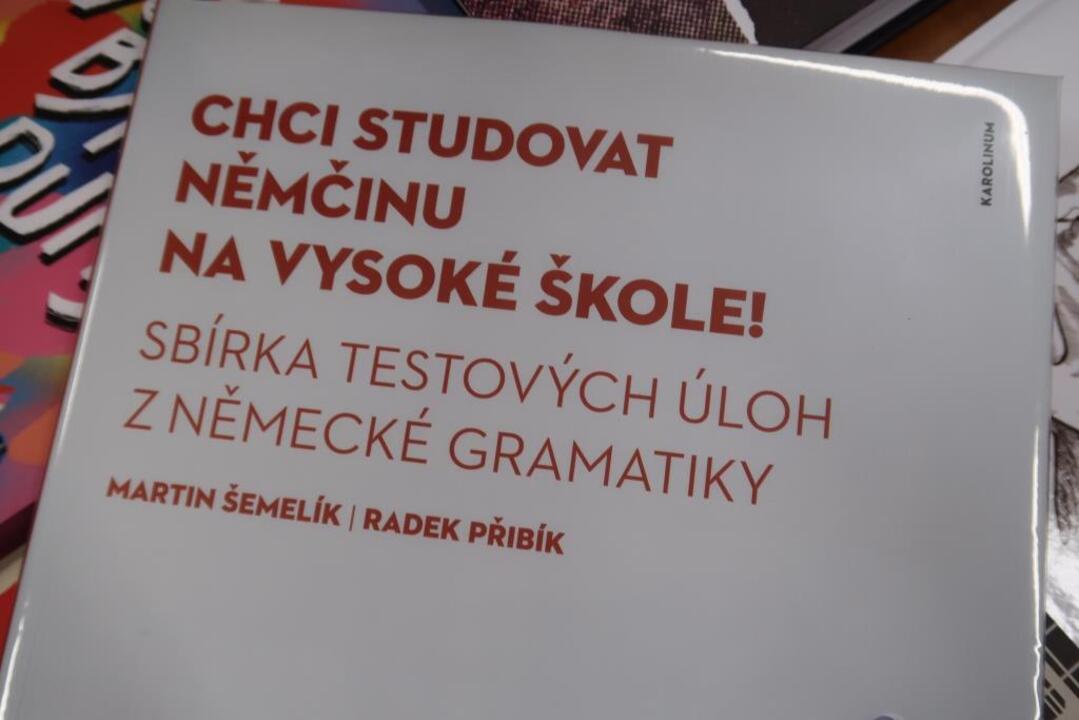 CHCI STUDOVAT
NĚMČINU
NA VYSOKÉ ŠKOLE!
SBÍRKA TESTOVÝCH ÚLOH
Z NĚMECKÉ GRAMATIKY
MARTIN ŠEMELÍK | RADEK PŘIBÍK
KAROLINUM